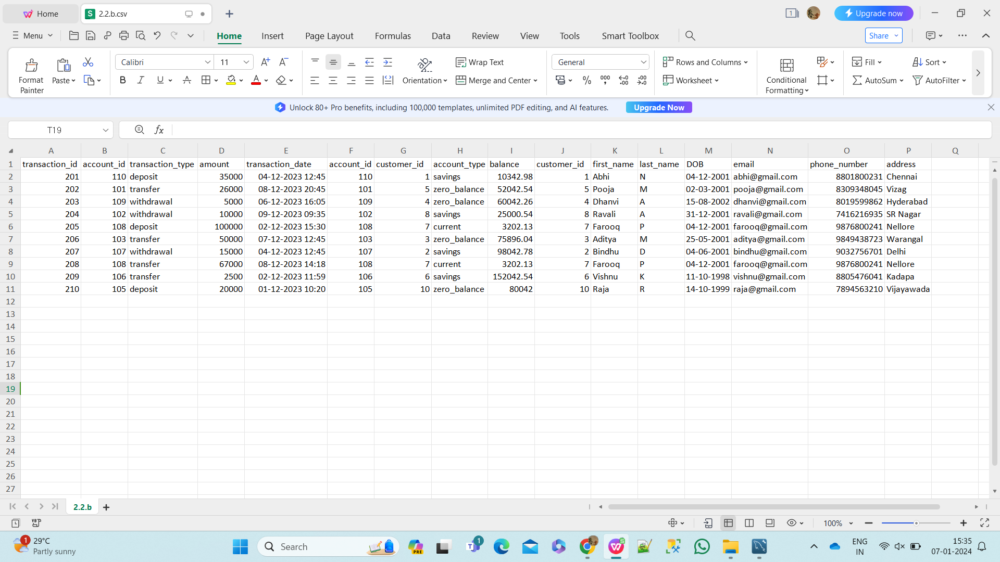 Home 2.2.b.csv + 1 Upgrade now
Menu Home Insert Page Layout Formulas Data Review View Tools Smart Toolbox Share
Calibri 11 A+ A- Wrap Text General Rows and Columns Fill Sort
Format Painter Paste B I U A A Orientation Merge and Center % Worksheet Conditional Formatting AutoSum AutoFilter
Unlock 80+ Pro benefits, including 100,000 templates, unlimited PDF editing, and AI features. Upgrade Now
T19 fx
A B C D E F G H I J K L M N O P Q
1 transaction_id account_id transaction_type amount transaction_date account_id customer_id account_type balance customer_id first_name last_name DOB email phone_number address
2 201 110 deposit 35000 04-12-2023 12:45 110 1 savings 10342.98 1 Abhi N 04-12-2001 abhi@gmail.com 8801800231 Chennai
3 202 101 transfer 26000 08-12-2023 20:45 101 5 zero_balance 52042.54 5 Pooja M 02-03-2001 pooja@gmail.com 8309348045 Vizag
4 203 109 withdrawal 5000 06-12-2023 16:05 109 4 zero_balance 60042.26 4 Dhanvi A 15-08-2002 dhanvi@gmail.com 8019599862 Hyderabad
5 204 102 withdrawal 10000 09-12-2023 09:35 102 8 savings 25000.54 8 Ravali A 31-12-2001 ravali@gmail.com 7416216935 SR Nagar
6 205 108 deposit 100000 02-12-2023 15:30 108 7 current 3202.13 7 Farooq P 04-12-2001 farooq@gmail.com 9876800241 Nellore
7 206 103 transfer 50000 07-12-2023 12:45 103 3 zero_balance 75896.04 3 Aditya M 25-05-2001 aditya@gmail.com 9849438723 Warangal
8 207 107 withdrawal 15000 04-12-2023 12:45 107 2 savings 98042.78 2 Bindhu D 04-06-2001 bindhu@gmail.com 9032756701 Delhi
9 208 108 transfer 67000 08-12-2023 14:18 108 7 current 3202.13 7 Farooq P 04-12-2001 farooq@gmail.com 9876800241 Nellore
10 209 106 transfer 2500 02-12-2023 11:59 106 6 savings 152042.54 6 Vishnu K 11-10-1998 vishnu@gmail.com 8805476041 Kadapa
11 210 105 deposit 20000 01-12-2023 10:20 105 10 zero_balance 80042 10 Raja R 14-10-1999 raja@gmail.com 7894563210 Vijayawada
12
13
14
15
16
17
18
19
20
21
22
23
24
25
26
27
2.2.b +
100%
1 29°C Search PRE 1 ENG 15:35
Partly sunny IN 07-01-2024